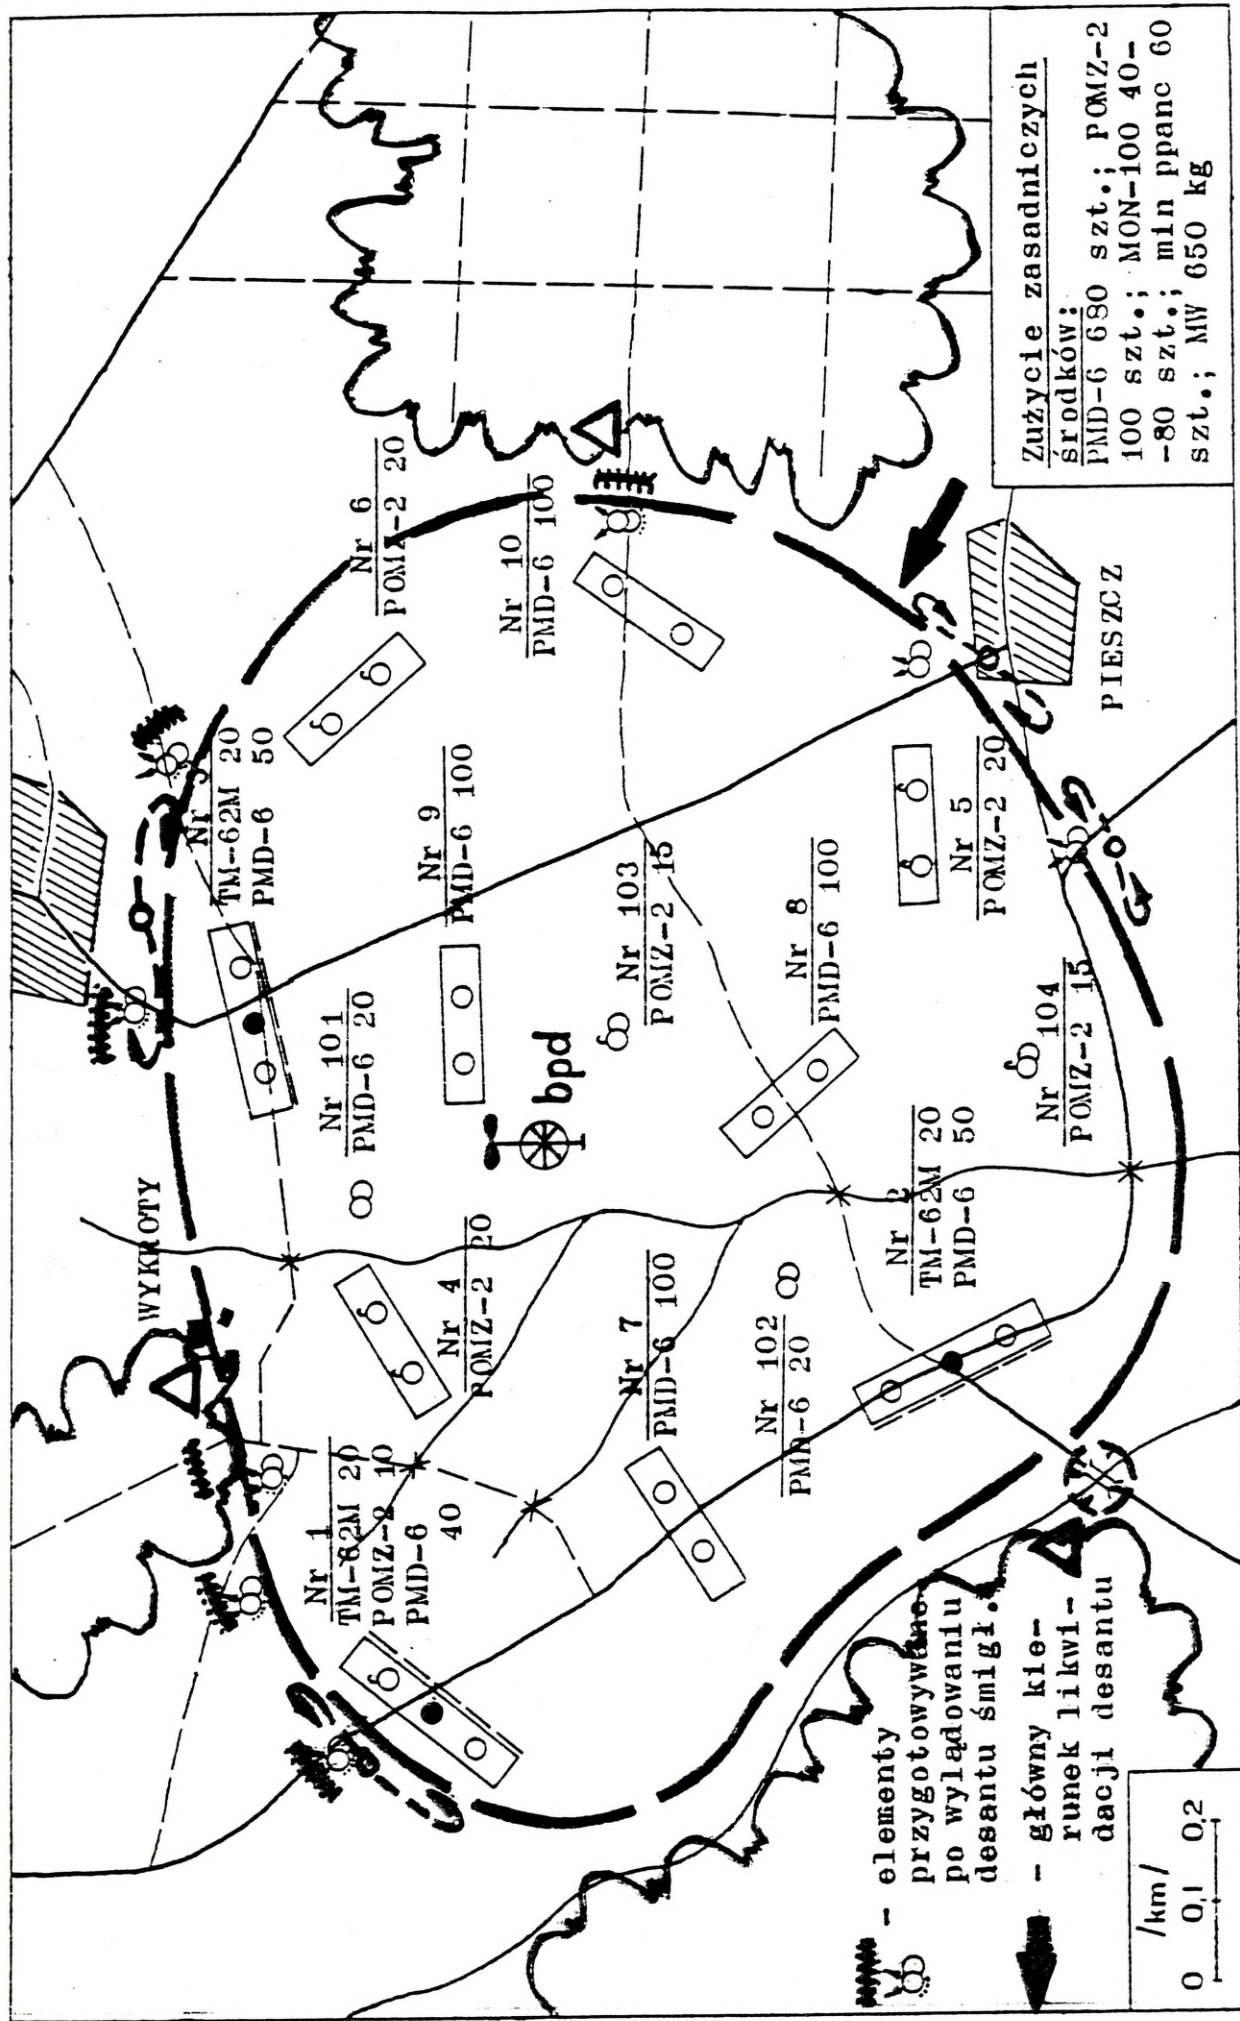 WYKROTY
Nr 1
TM-62M 20
POMZ-2 10
PMD-6
40
Nr 4
POMZ-2 20
Nr 101
PMD-6 20
Nr 3
TM-62M 20
PMD-6 50
Nr 6
POMZ-2 20
Nr 9
PMD-6 100
Nr 10
PMD-6 100
bpd
Nr 103
POMZ-2 15
Nr 7
PMD-6 100
Nr 102
PMD-6 20
Nr 8
PMD-6 100
Nr 2
TM-62M 20
PMD-6 50
Nr 5
POMZ-2 20
Nr 104
POMZ-2 15
PIESZCZ
- elementy
przygotowywane
po wylądowaniu
desantu śmigł.
- główny kie-
runek likwi-
dacji desantu
/km/
0 0,1 0,2
Zużycie zasadniczych
środków:
PMD-6 680 szt.; POMZ-2
100 szt.; MON-100 40-
-80 szt.; min ppanc 60
szt.; MW 650 kg